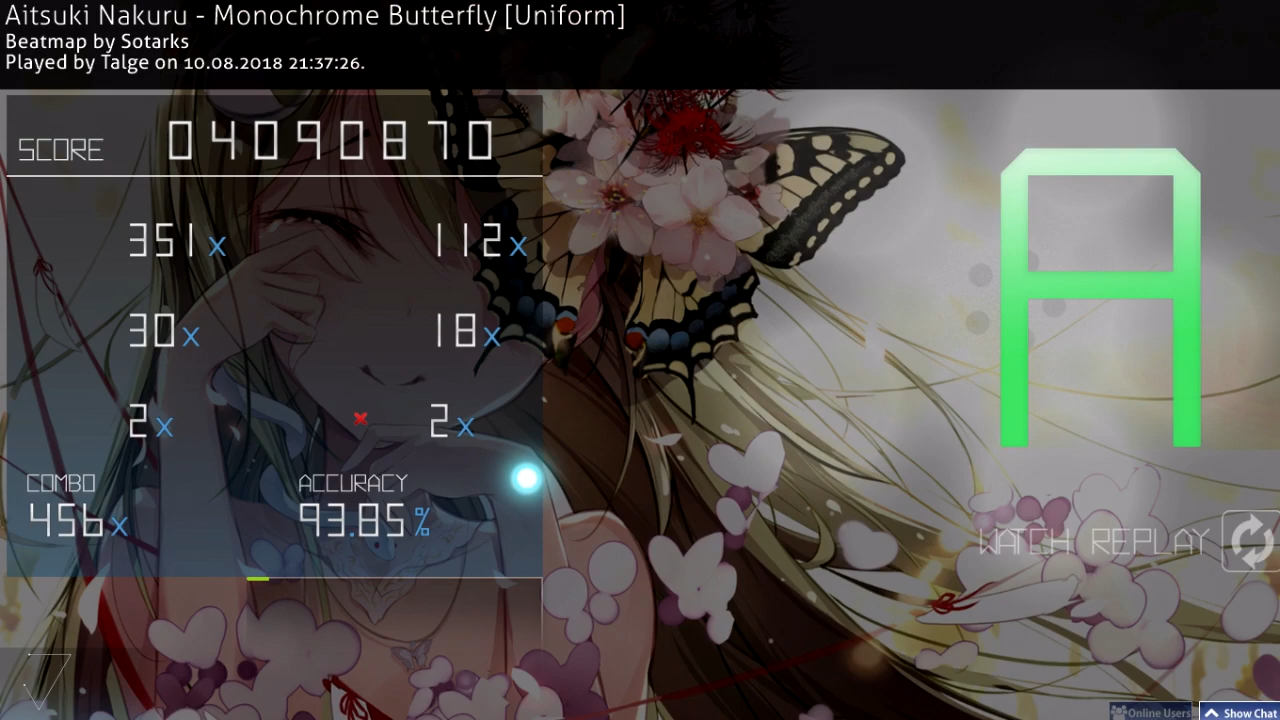 Aitsuki Nakuru - Monochrome Butterfly [Uniform]
Beatmap by Sotarks
Played by Talge on 10.08.2018 21:37:26.
SCORE 04090870
351x 112x
30x 18x
2x 2x
COMBO ACCURACY
456x 93.85%
A
WATCH REPLAY
Online Users Show Chat